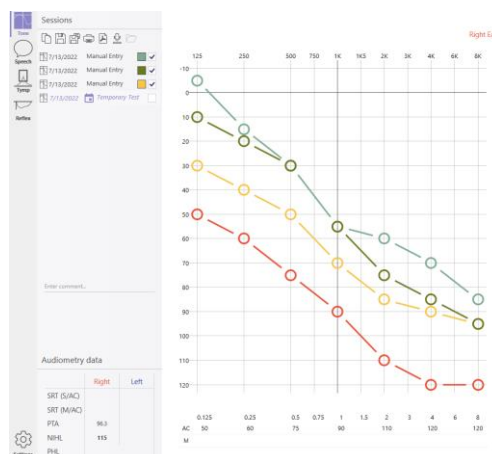 Sessions
Right Ea
Tone
Speech
Tymp
Reflex
7/13/2022 Manual Entry
7/13/2022 Manual Entry
7/13/2022 Manual Entry
7/13/2022 Temporary Test
125 250 500 750 1K 1K5 2K 3K 4K 6K 8K
-10
0
10
20
30
40
50
60
70
80
90
100
110
120
Enter comment...
Audiometry data
Right Left
SRT (S/AC)
SRT (M/AC)
PTA 96.3
NIHL 115
PHL
0.125 0.25 0.5 0.75 1 1.5 2 3 4 6 8
AC 50 60 75 90 110 120 120
M